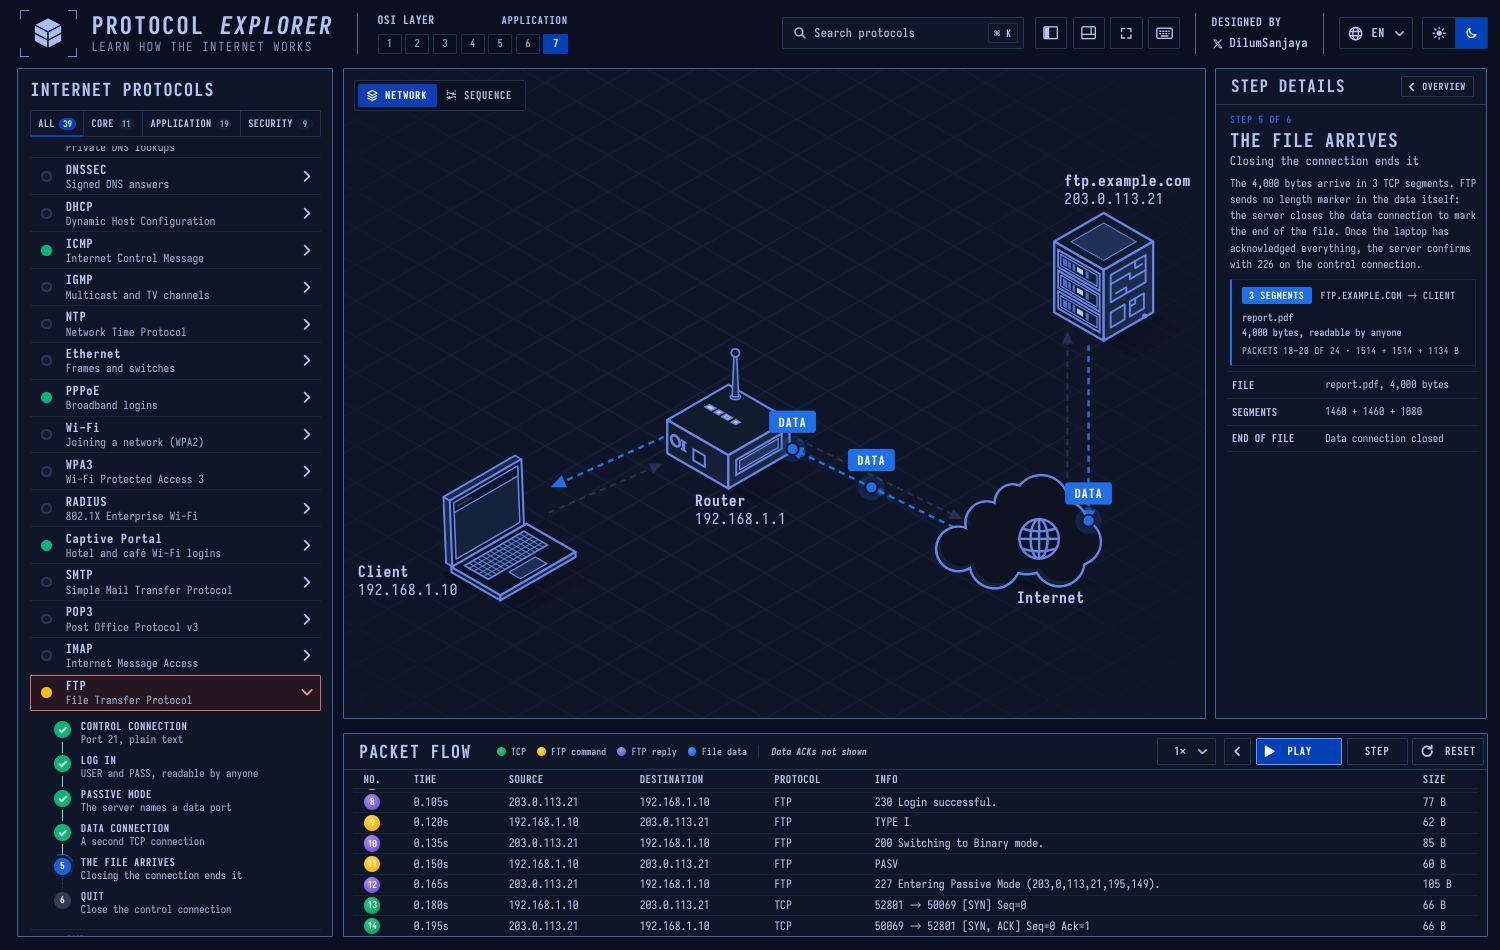 PROTOCOL EXPLORER
LEARN HOW THE INTERNET WORKS
OSI LAYER APPLICATION
1 2 3 4 5 6 7
Search protocols ⌘ K
DESIGNED BY
DilumSanjaya
EN
INTERNET PROTOCOLS
ALL 39 CORE 11 APPLICATION 19 SECURITY 9
Private DNS lookups
DNSSEC
Signed DNS answers
DHCP
Dynamic Host Configuration
ICMP
Internet Control Message
IGMP
Multicast and TV channels
NTP
Network Time Protocol
Ethernet
Frames and switches
PPPoE
Broadband logins
Wi-Fi
Joining a network (WPA2)
WPA3
Wi-Fi Protected Access 3
RADIUS
802.1X Enterprise Wi-Fi
Captive Portal
Hotel and café Wi-Fi logins
SMTP
Simple Mail Transfer Protocol
POP3
Post Office Protocol v3
IMAP
Internet Message Access
FTP
File Transfer Protocol
CONTROL CONNECTION
Port 21, plain text
LOG IN
USER and PASS, readable by anyone
PASSIVE MODE
The server names a data port
DATA CONNECTION
A second TCP connection
5 THE FILE ARRIVES
Closing the connection ends it
6 QUIT
Close the control connection
NETWORK SEQUENCE
ftp.example.com
203.0.113.21
DATA
DATA
DATA
Router
192.168.1.1
Client
192.168.1.10
Internet
STEP DETAILS OVERVIEW
STEP 5 OF 6
THE FILE ARRIVES
Closing the connection ends it
The 4,000 bytes arrive in 3 TCP segments. FTP
sends no length marker in the data itself:
the server closes the data connection to mark
the end of the file. Once the laptop has
acknowledged everything, the server confirms
with 226 on the control connection.
3 SEGMENTS FTP.EXAMPLE.COM → CLIENT
report.pdf
4,000 bytes, readable by anyone
PACKETS 18–20 OF 24 · 1514 + 1514 + 1134 B
FILE report.pdf, 4,000 bytes
SEGMENTS 1460 + 1460 + 1080
END OF FILE Data connection closed
PACKET FLOW TCP FTP command FTP reply File data Data ACKs not shown
1× PLAY STEP RESET
NO. TIME SOURCE DESTINATION PROTOCOL INFO SIZE
8 0.105s 203.0.113.21 192.168.1.10 FTP 230 Login successful. 77 B
9 0.120s 192.168.1.10 203.0.113.21 FTP TYPE I 62 B
10 0.135s 203.0.113.21 192.168.1.10 FTP 200 Switching to Binary mode. 85 B
11 0.150s 192.168.1.10 203.0.113.21 FTP PASV 60 B
12 0.165s 203.0.113.21 192.168.1.10 FTP 227 Entering Passive Mode (203,0,113,21,195,149). 105 B
13 0.180s 192.168.1.10 203.0.113.21 TCP 52801 → 50069 [SYN] Seq=0 66 B
14 0.195s 203.0.113.21 192.168.1.10 TCP 50069 → 52801 [SYN, ACK] Seq=0 Ack=1 66 B